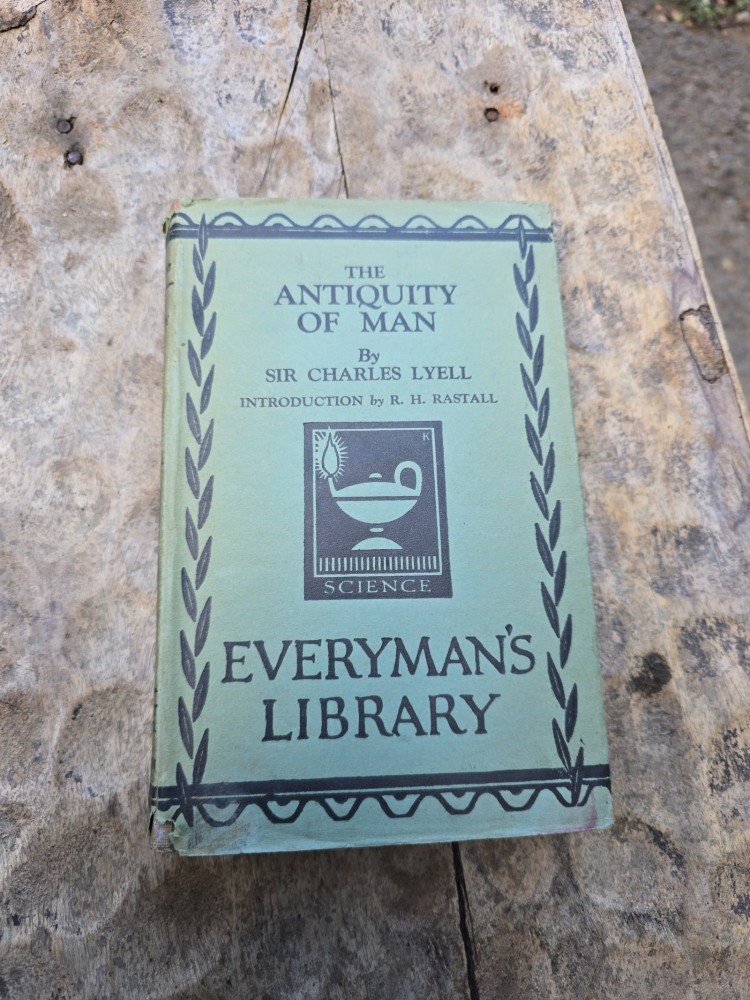 THE
ANTIQUITY
OF MAN
By
SIR CHARLES LYELL
INTRODUCTION by R. H. RASTALL
K
SCIENCE
EVERYMAN'S
LIBRARY